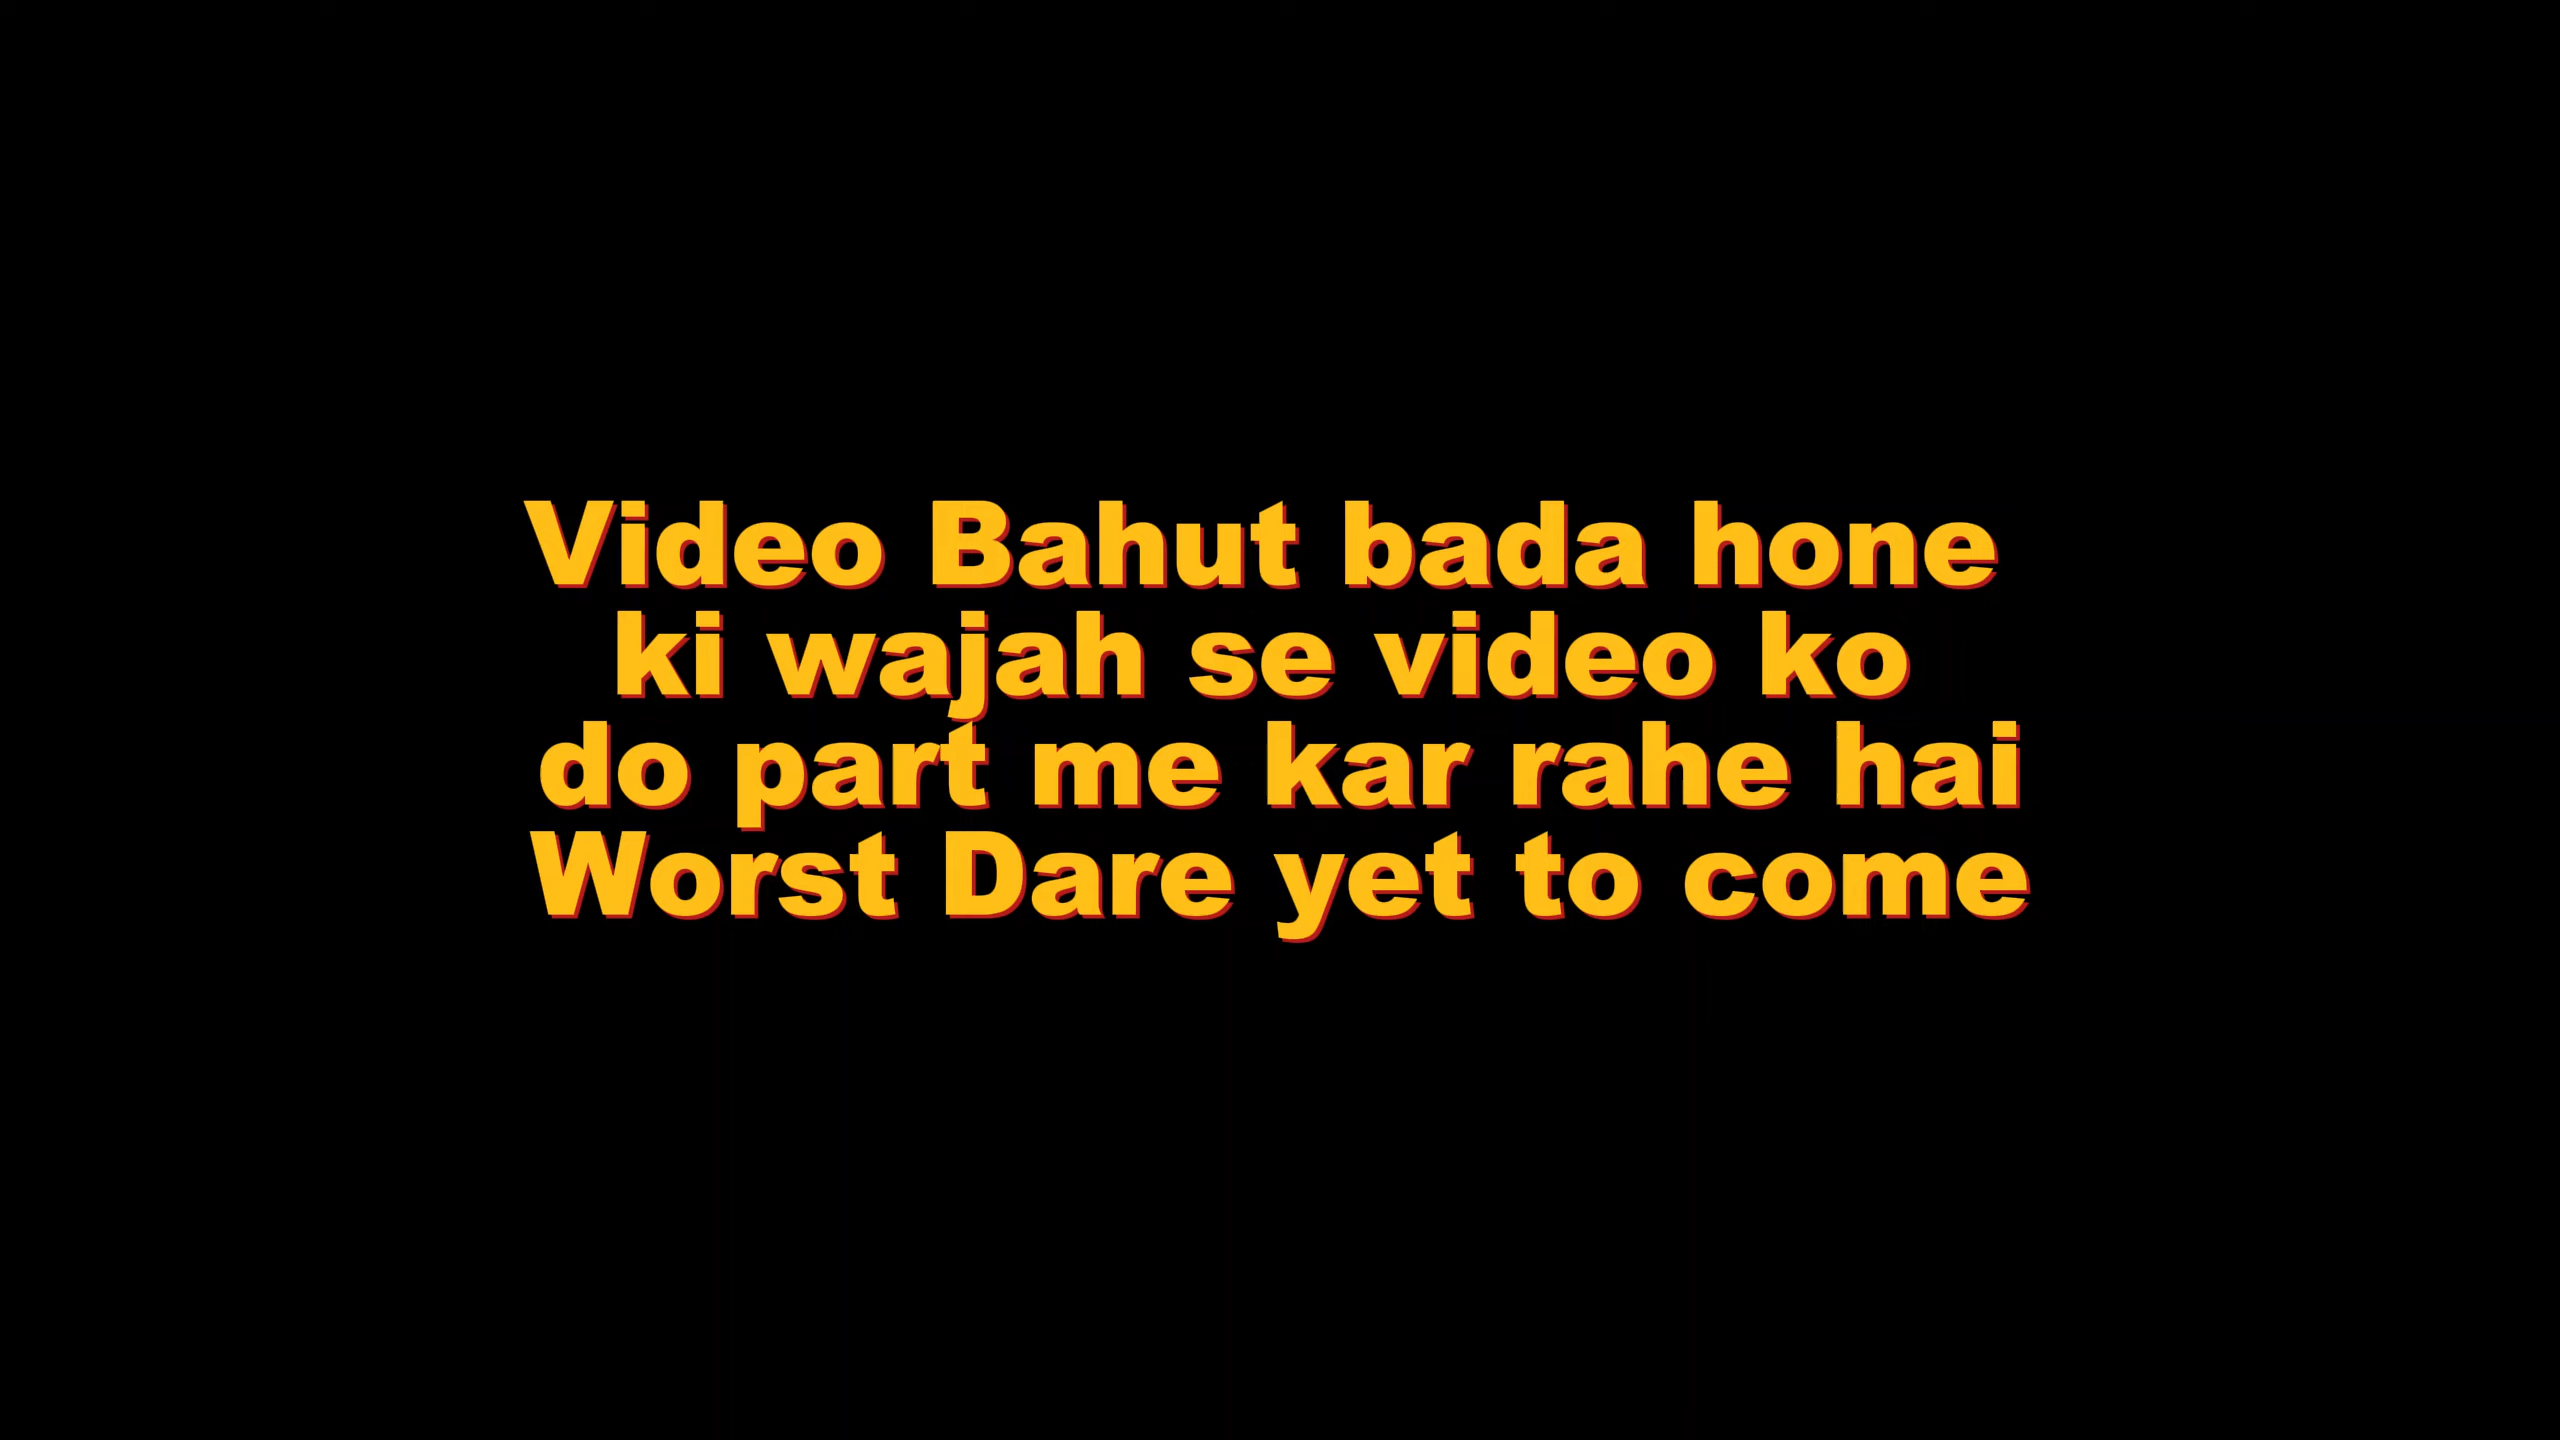 Video Bahut bada hone
ki wajah se video ko
do part me kar rahe hai
Worst Dare yet to come